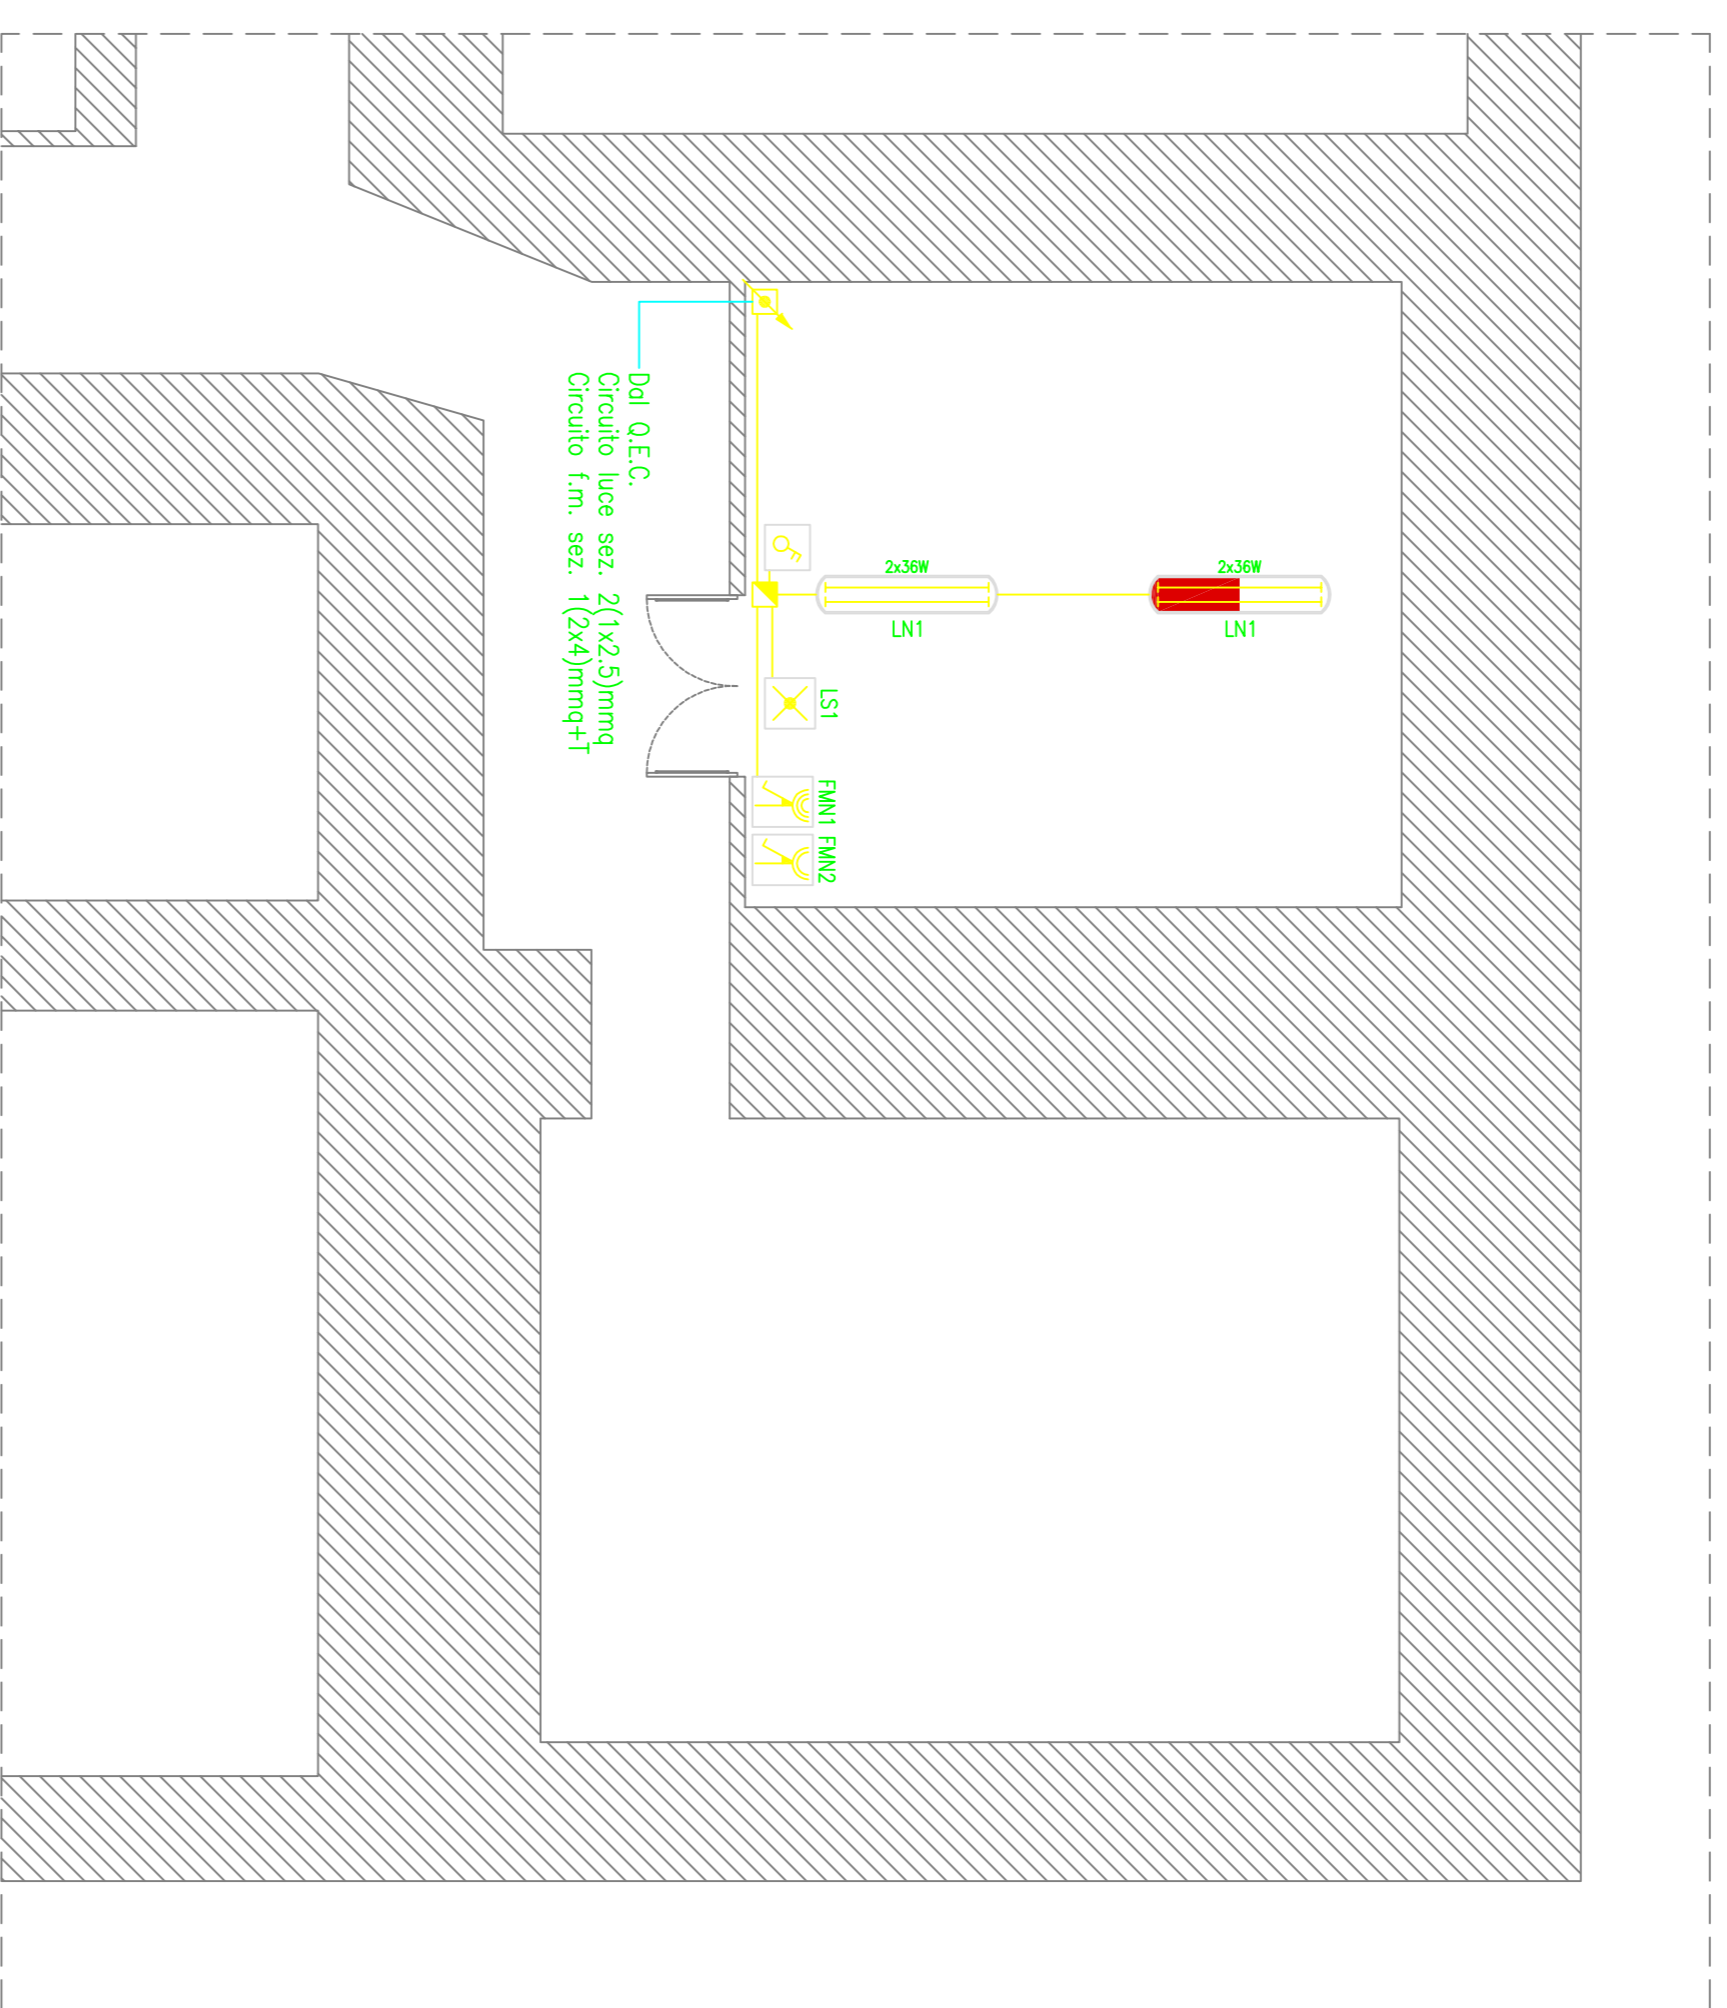 Dal Q.E.C.
Circuito luce sez. 2(1x2.5)mmq
Circuito f.m. sez. 1(2x4)mmq+T
2x36W
LN1
2x36W
LN1
LS1
FMN1
FMN2